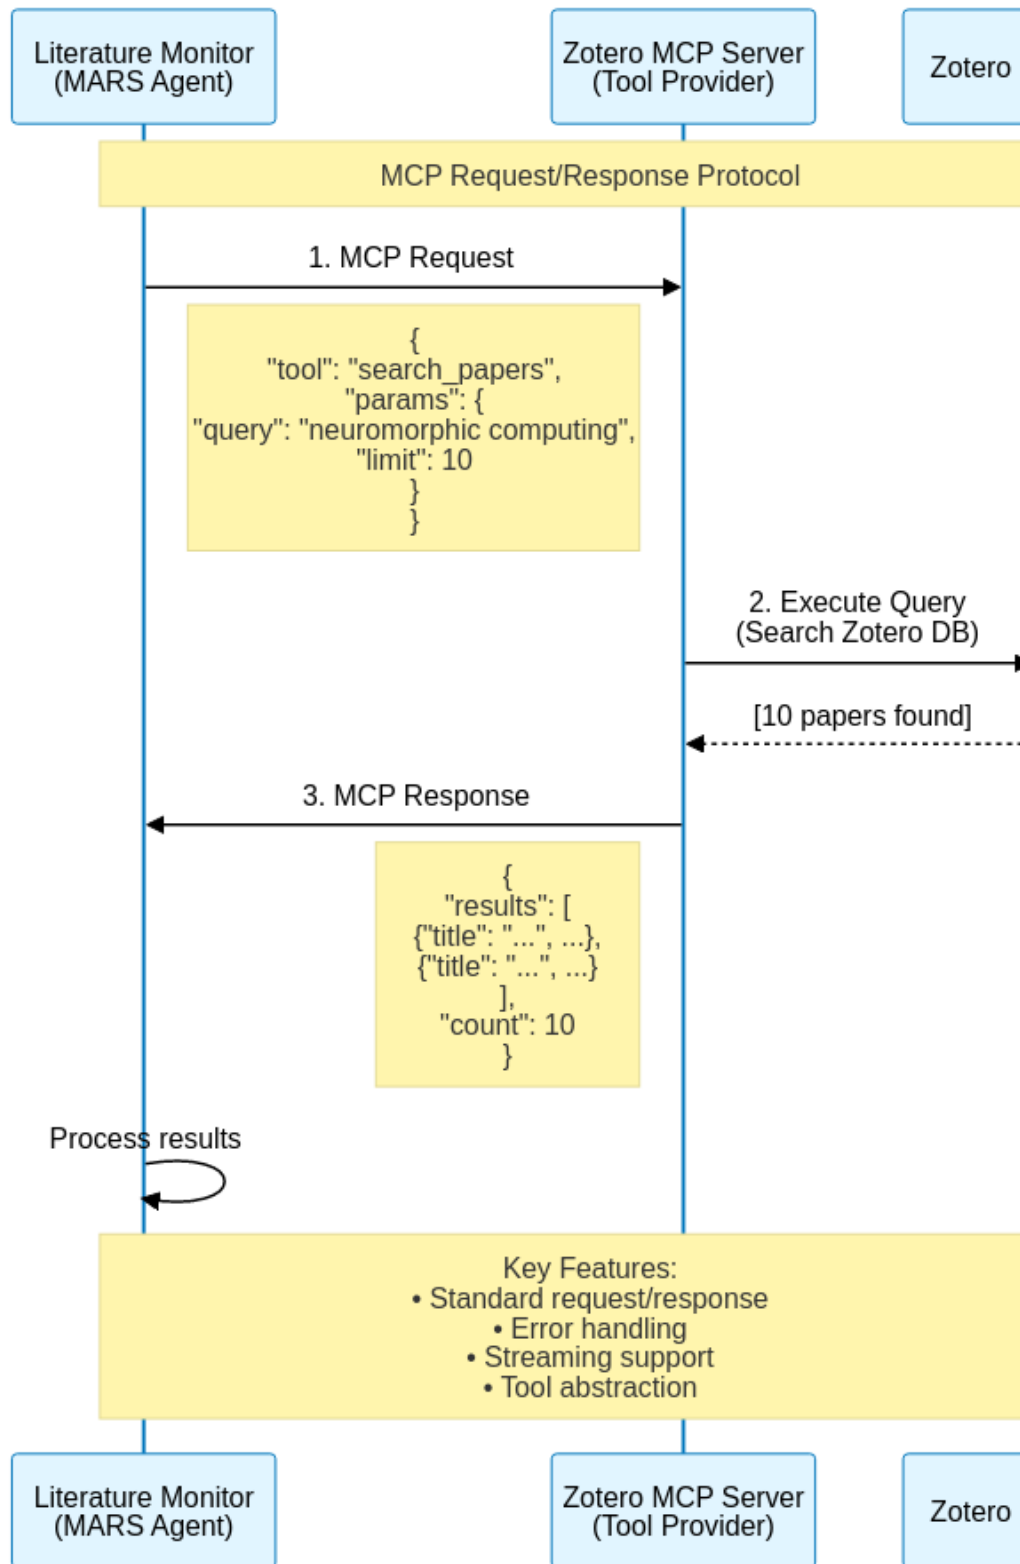 Literature Monitor
(MARS Agent)
Zotero MCP Server
(Tool Provider)
Zotero
MCP Request/Response Protocol
1. MCP Request
{
"tool": "search_papers",
"params": {
"query": "neuromorphic computing",
"limit": 10
}
}
2. Execute Query
(Search Zotero DB)
[10 papers found]
3. MCP Response
{
"results": [
{"title": "...", ...},
{"title": "...", ...}
],
"count": 10
}
Process results
Key Features:
• Standard request/response
• Error handling
• Streaming support
• Tool abstraction
Literature Monitor
(MARS Agent)
Zotero MCP Server
(Tool Provider)
Zotero